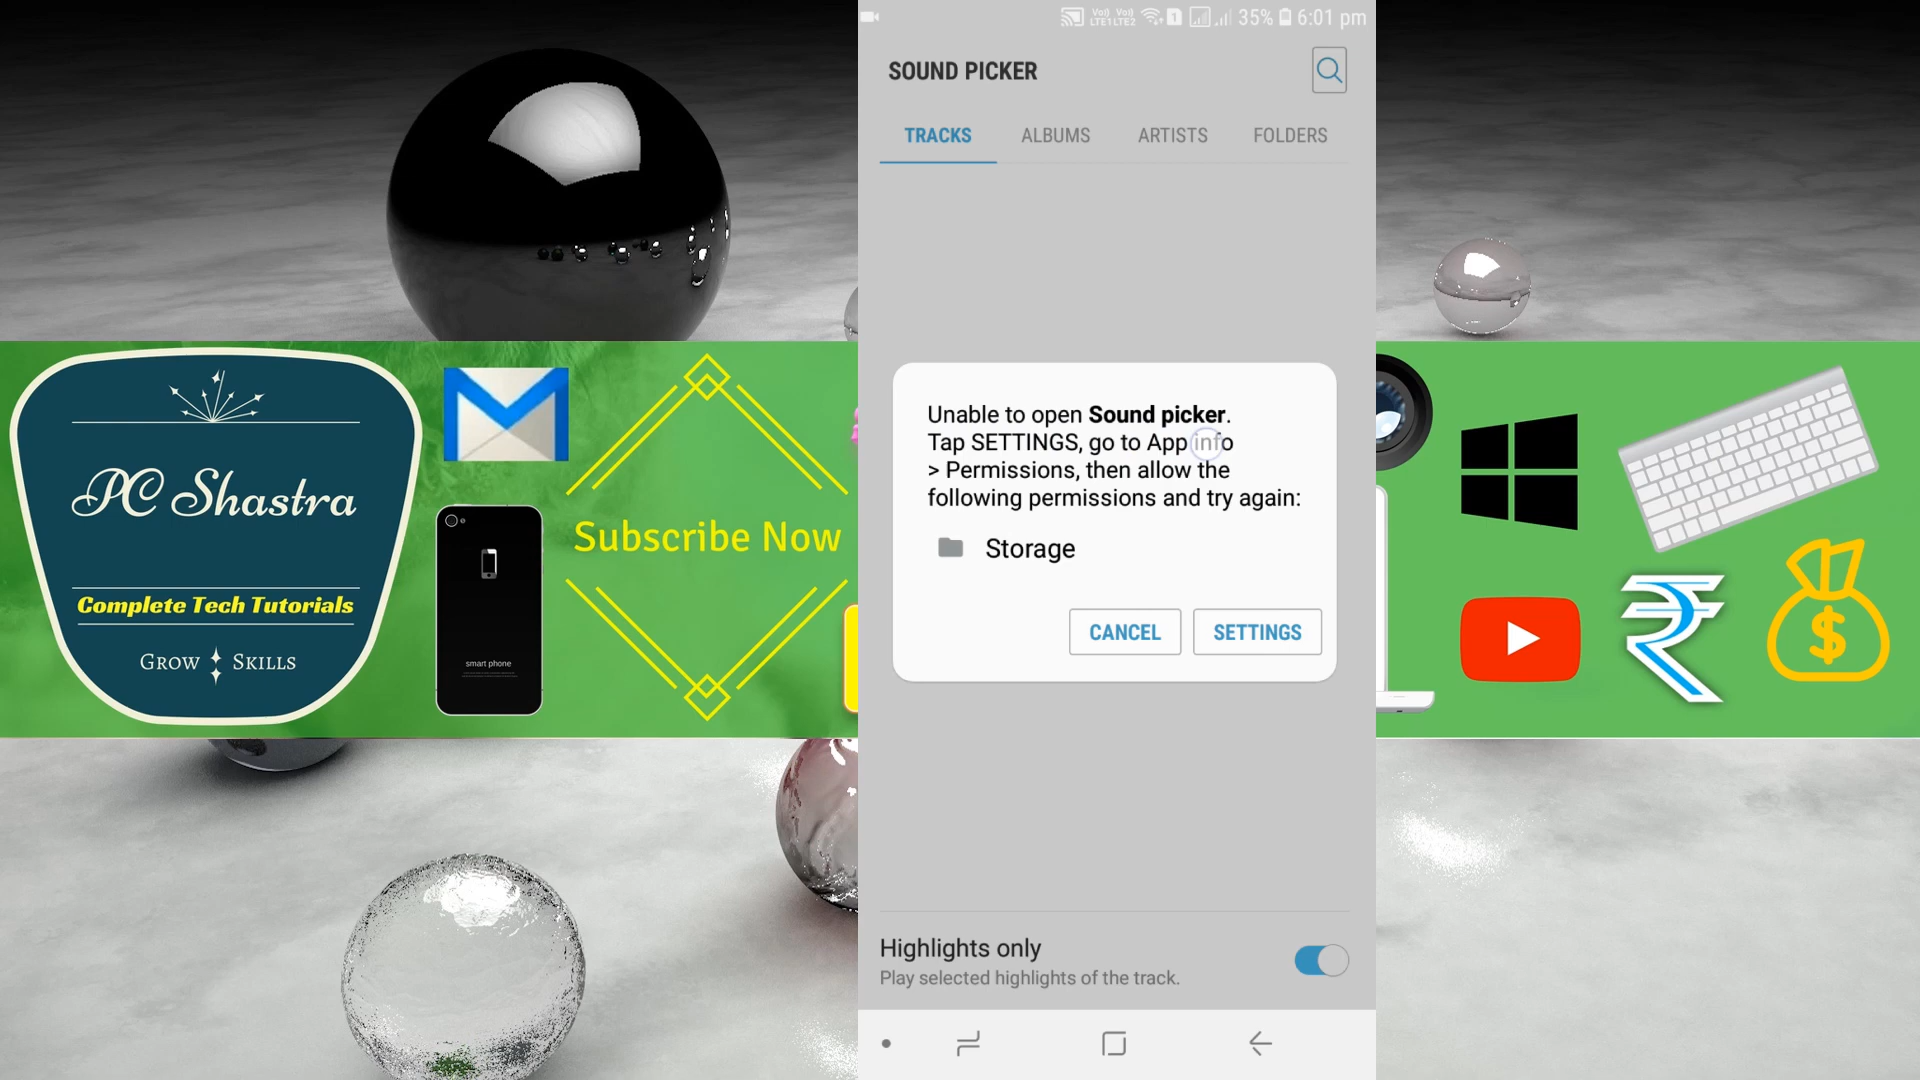 PC Shastra
Complete Tech Tutorials
GROW SKILLS
smart phone
Subscribe Now
35% 6:01 pm
SOUND PICKER
TRACKS ALBUMS ARTISTS FOLDERS
Unable to open Sound picker.
Tap SETTINGS, go to App info
> Permissions, then allow the
following permissions and try again:
Storage
CANCEL SETTINGS
Highlights only
Play selected highlights of the track.
$